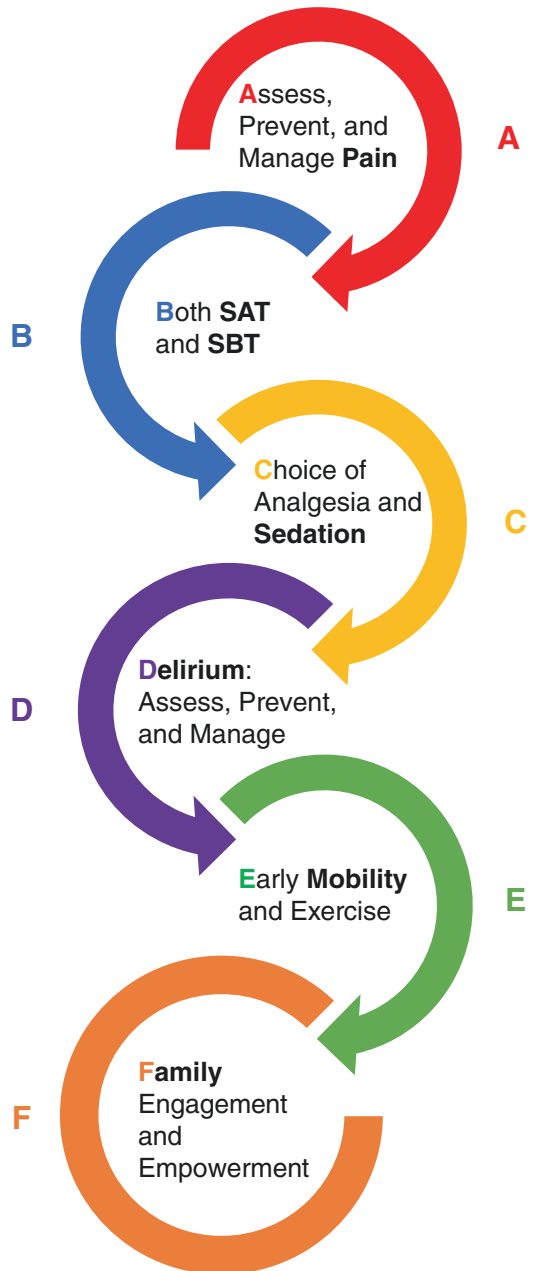 Assess,
Prevent, and
Manage Pain
A
Both SAT
and SBT
B
Choice of
Analgesia and
Sedation
C
Delirium:
Assess, Prevent,
and Manage
D
Early Mobility
and Exercise
E
Family
Engagement
and
Empowerment
F